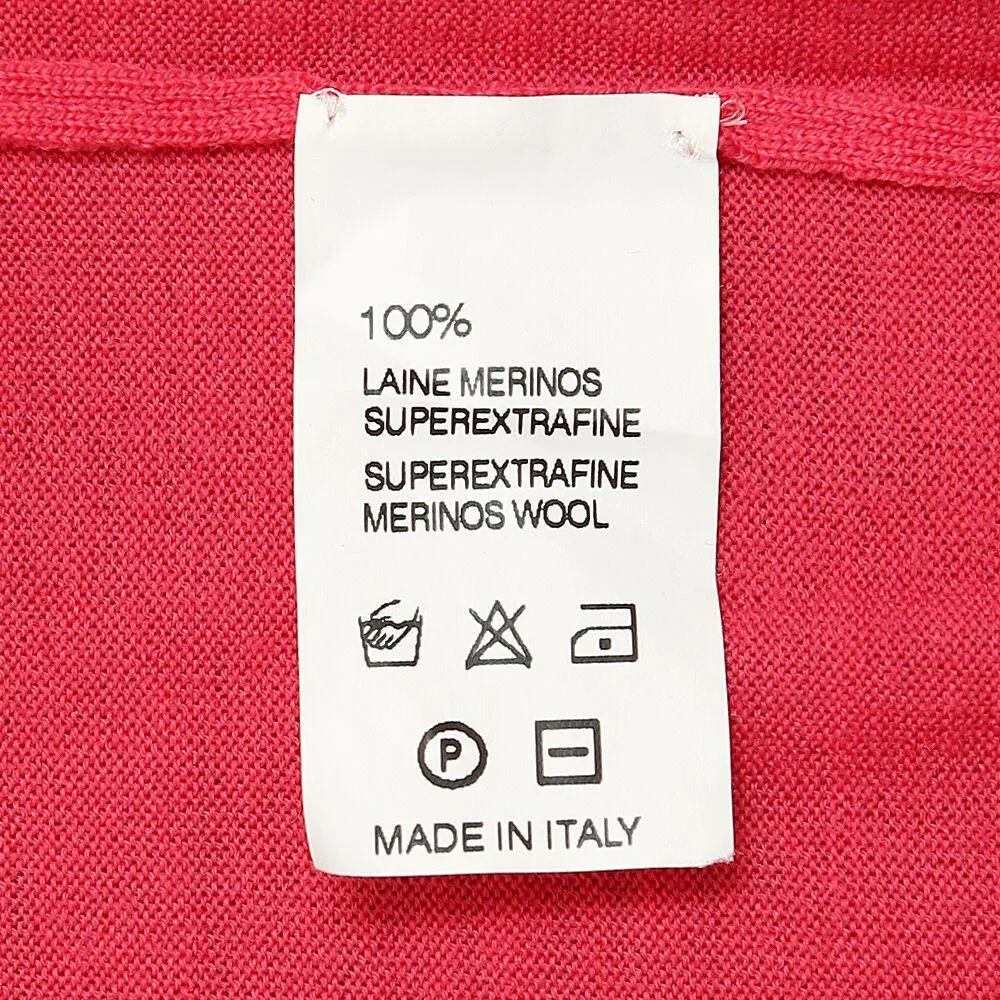 100%
LAINE MERINOS
SUPEREXTRAFINE
SUPEREXTRAFINE
MERINOS WOOL
P
MADE IN ITALY